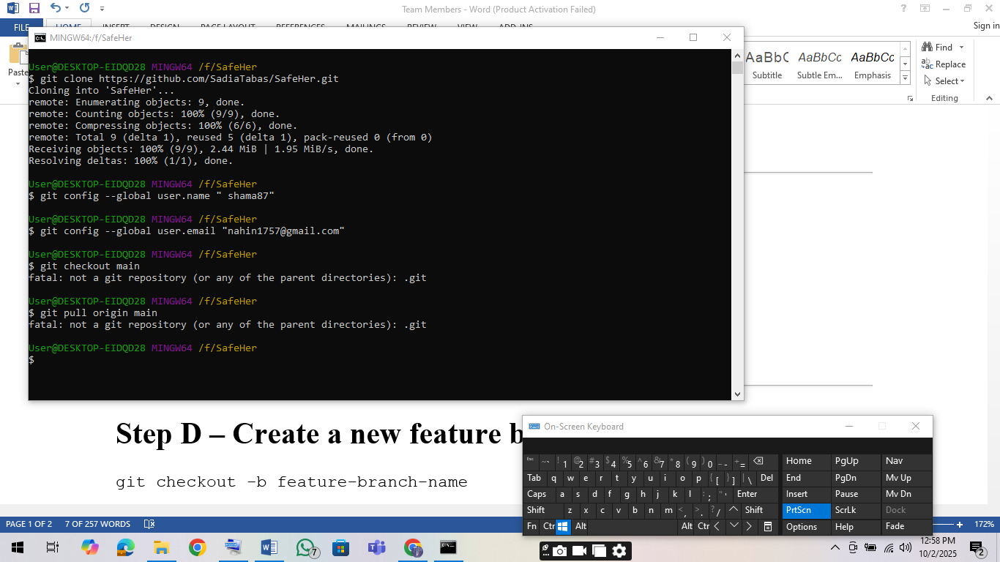 Team Members - Word (Product Activation Failed)
FILE HOME INSERT DESIGN PAGE LAYOUT REFERENCES MAILINGS REVIEW VIEW ADD-INS Sign in
MINGW64:/f/SafeHer
Paste
AaBbC AaBbCc AaBbCc
Subtitle Subtle Em... Emphasis
Find
Replace
Select
Editing
User@DESKTOP-EIDQD28 MINGW64 /f/SafeHer
$ git clone https://github.com/SadiaTabas/SafeHer.git
Cloning into 'SafeHer'...
remote: Enumerating objects: 9, done.
remote: Counting objects: 100% (9/9), done.
remote: Compressing objects: 100% (6/6), done.
remote: Total 9 (delta 1), reused 5 (delta 1), pack-reused 0 (from 0)
Receiving objects: 100% (9/9), 2.44 MiB | 1.95 MiB/s, done.
Resolving deltas: 100% (1/1), done.
User@DESKTOP-EIDQD28 MINGW64 /f/SafeHer
$ git config --global user.name " shama87"
User@DESKTOP-EIDQD28 MINGW64 /f/SafeHer
$ git config --global user.email "nahin1757@gmail.com"
User@DESKTOP-EIDQD28 MINGW64 /f/SafeHer
$ git checkout main
fatal: not a git repository (or any of the parent directories): .git
User@DESKTOP-EIDQD28 MINGW64 /f/SafeHer
$ git pull origin main
fatal: not a git repository (or any of the parent directories): .git
User@DESKTOP-EIDQD28 MINGW64 /f/SafeHer
$
Step D – Create a new feature b
git checkout -b feature-branch-name
On-Screen Keyboard
Esc ~` !1 @2 #3 $4 %5 ^6 &7 *8 (9 )0 _- += Home PgUp Nav
Tab q w e r t y u i o p {[ }] |\ Del End PgDn Mv Up
Caps a s d f g h j k l :; "' Enter Insert Pause Mv Dn
Shift z x c v b n m <, >. ?/ Shift PrtScn ScrLk Dock
Fn Ctr Alt Alt Ctr Options Help Fade
PAGE 1 OF 2 7 OF 257 WORDS 172%
7
12:58 PM
10/2/2025
2